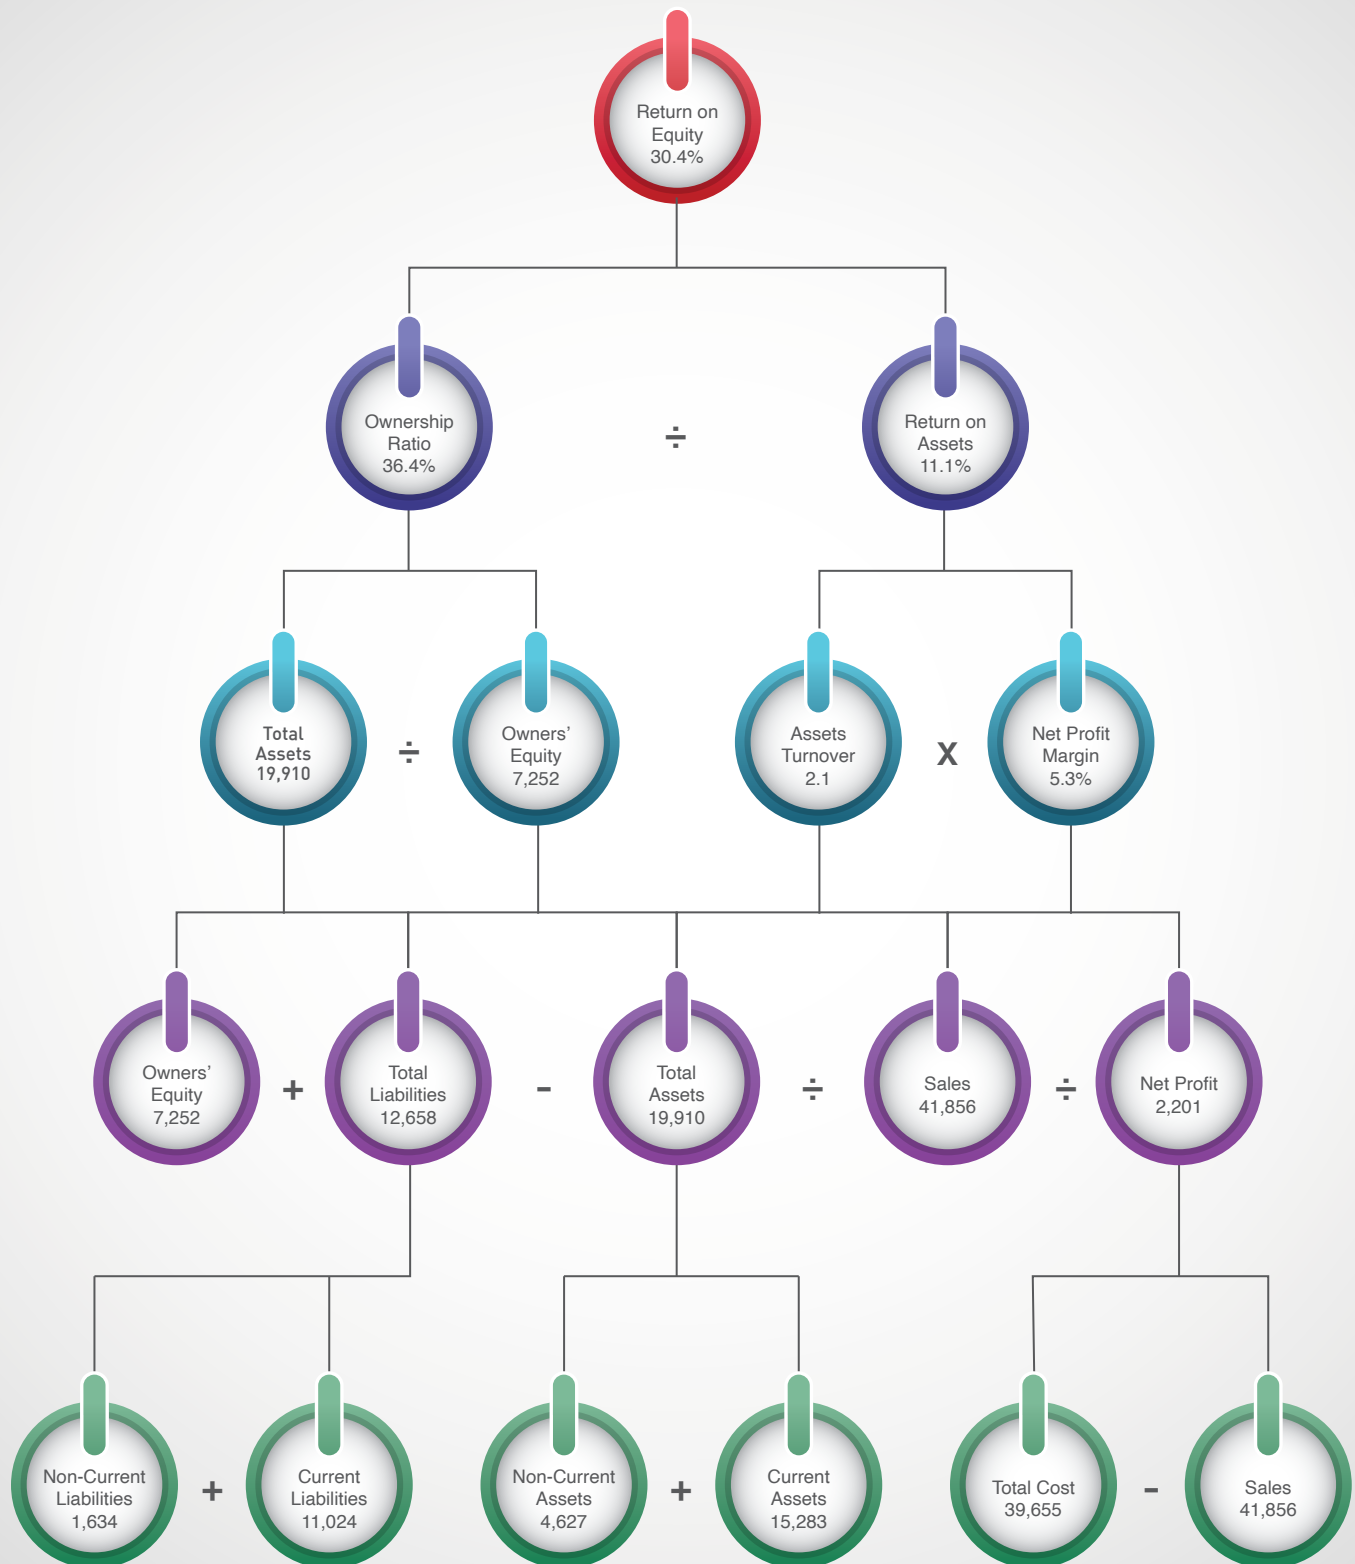 Return on
Equity
30.4%
Ownership
Ratio
36.4%
÷
Return on
Assets
11.1%
Total
Assets
19,910
÷
Owners’
Equity
7,252
Assets
Turnover
2.1
X
Net Profit
Margin
5.3%
Owners’
Equity
7,252
+
Total
Liabilities
12,658
-
Total
Assets
19,910
÷
Sales
41,856
÷
Net Profit
2,201
Non-Current
Liabilities
1,634
+
Current
Liabilities
11,024
Non-Current
Assets
4,627
+
Current
Assets
15,283
Total Cost
39,655
-
Sales
41,856